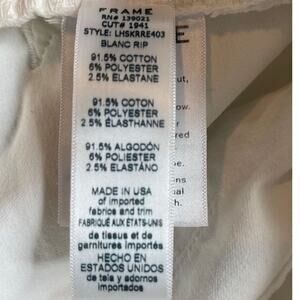 FRAME
RN# 139021
CUT# 1941
STYLE: LHSKRRE403
BLANC RIP
91.5% COTTON
6% POLYESTER
2.5% ELASTANE
91.5% COTON
6% POLYESTER
2.5% ELASTHANNE
91.5% ALGODÓN
6% POLIESTER
2.5% ELASTÁNO
MADE IN USA
of imported
fabrics and trim
FABRIQUÉ AUX ÉTATS-UNIS
de tissus et de
garnitures importés
HECHO EN
ESTADOS UNIDOS
de tela y adornos
importados